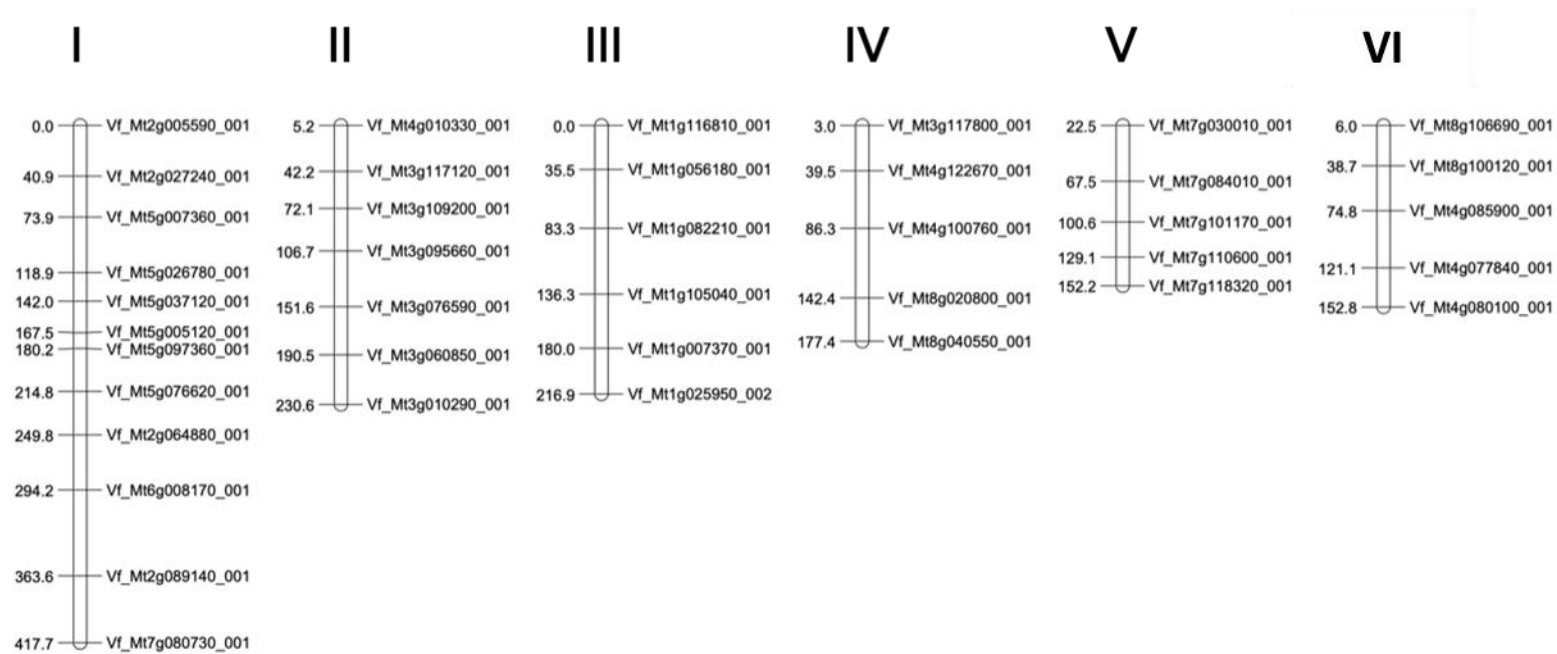 I
0.0 Vf_Mt2g005590_001
40.9 Vf_Mt2g027240_001
73.9 Vf_Mt5g007360_001
118.9 Vf_Mt5g026780_001
142.0 Vf_Mt5g037120_001
167.5 Vf_Mt5g005120_001
180.2 Vf_Mt5g097360_001
214.8 Vf_Mt5g076620_001
249.8 Vf_Mt2g064880_001
294.2 Vf_Mt6g008170_001
363.6 Vf_Mt2g089140_001
417.7 Vf_Mt7g080730_001
II
5.2 Vf_Mt4g010330_001
42.2 Vf_Mt3g117120_001
72.1 Vf_Mt3g109200_001
106.7 Vf_Mt3g095660_001
151.6 Vf_Mt3g076590_001
190.5 Vf_Mt3g060850_001
230.6 Vf_Mt3g010290_001
III
0.0 Vf_Mt1g116810_001
35.5 Vf_Mt1g056180_001
83.3 Vf_Mt1g082210_001
136.3 Vf_Mt1g105040_001
180.0 Vf_Mt1g007370_001
216.9 Vf_Mt1g025950_002
IV
3.0 Vf_Mt3g117800_001
39.5 Vf_Mt4g122670_001
86.3 Vf_Mt4g100760_001
142.4 Vf_Mt8g020800_001
177.4 Vf_Mt8g040550_001
V
22.5 Vf_Mt7g030010_001
67.5 Vf_Mt7g084010_001
100.6 Vf_Mt7g101170_001
129.1 Vf_Mt7g110600_001
152.2 Vf_Mt7g118320_001
VI
6.0 Vf_Mt8g106690_001
38.7 Vf_Mt8g100120_001
74.8 Vf_Mt4g085900_001
121.1 Vf_Mt4g077840_001
152.8 Vf_Mt4g080100_001